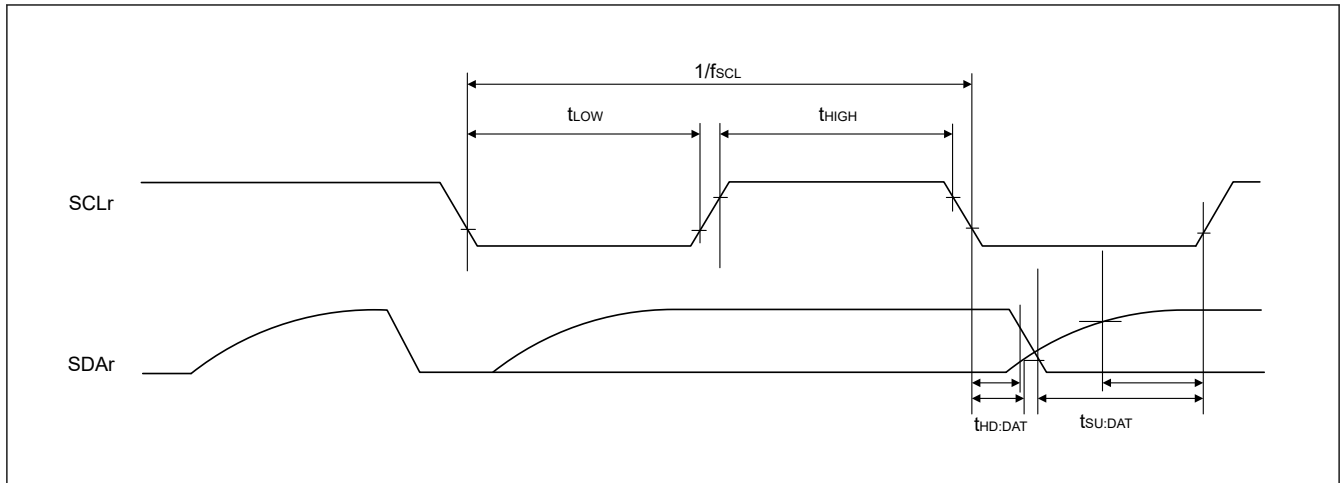 1/fSCL
tLOW
tHIGH
SCLr
SDAr
tHD:DAT
tSU:DAT